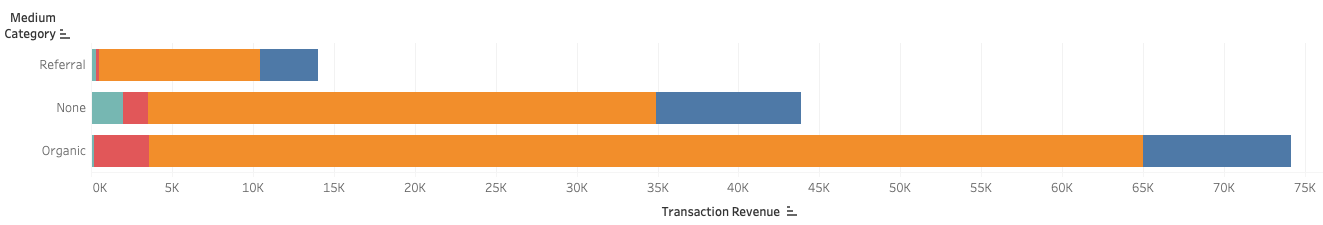 Medium
Category
Referral
None
Organic
0K 5K 10K 15K 20K 25K 30K 35K 40K 45K 50K 55K 60K 65K 70K 75K
Transaction Revenue